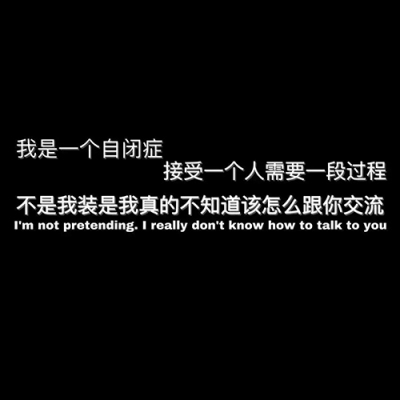 我是一个自闭症
接受一个人需要一段过程
不是我装是我真的不知道该怎么跟你交流
I'm not pretending. I really don't know how to talk to you